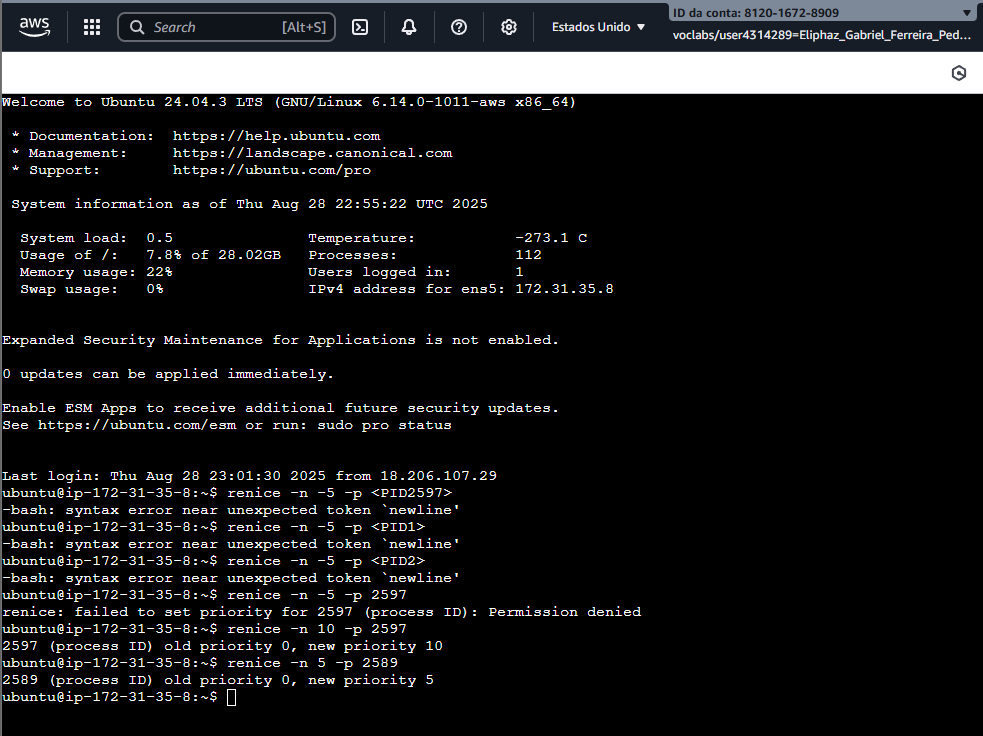 aws
Search [Alt+S]
Estados Unido
ID da conta: 8120-1672-8909
voclabs/user4314289=Eliphaz_Gabriel_Ferreira_Ped...
Welcome to Ubuntu 24.04.3 LTS (GNU/Linux 6.14.0-1011-aws x86_64)
* Documentation:  https://help.ubuntu.com
* Management:     https://landscape.canonical.com
* Support:        https://ubuntu.com/pro
System information as of Thu Aug 28 22:55:22 UTC 2025
System load:  0.5               Temperature:           -273.1 C
Usage of /:   7.8% of 28.02GB   Processes:             112
Memory usage: 22%               Users logged in:       1
Swap usage:   0%                IPv4 address for ens5: 172.31.35.8
Expanded Security Maintenance for Applications is not enabled.
0 updates can be applied immediately.
Enable ESM Apps to receive additional future security updates.
See https://ubuntu.com/esm or run: sudo pro status
Last login: Thu Aug 28 23:01:30 2025 from 18.206.107.29
ubuntu@ip-172-31-35-8:~$ renice -n -5 -p <PID2597>
-bash: syntax error near unexpected token `newline'
ubuntu@ip-172-31-35-8:~$ renice -n -5 -p <PID1>
-bash: syntax error near unexpected token `newline'
ubuntu@ip-172-31-35-8:~$ renice -n -5 -p <PID2>
-bash: syntax error near unexpected token `newline'
ubuntu@ip-172-31-35-8:~$ renice -n -5 -p 2597
renice: failed to set priority for 2597 (process ID): Permission denied
ubuntu@ip-172-31-35-8:~$ renice -n 10 -p 2597
2597 (process ID) old priority 0, new priority 10
ubuntu@ip-172-31-35-8:~$ renice -n 5 -p 2589
2589 (process ID) old priority 0, new priority 5
ubuntu@ip-172-31-35-8:~$